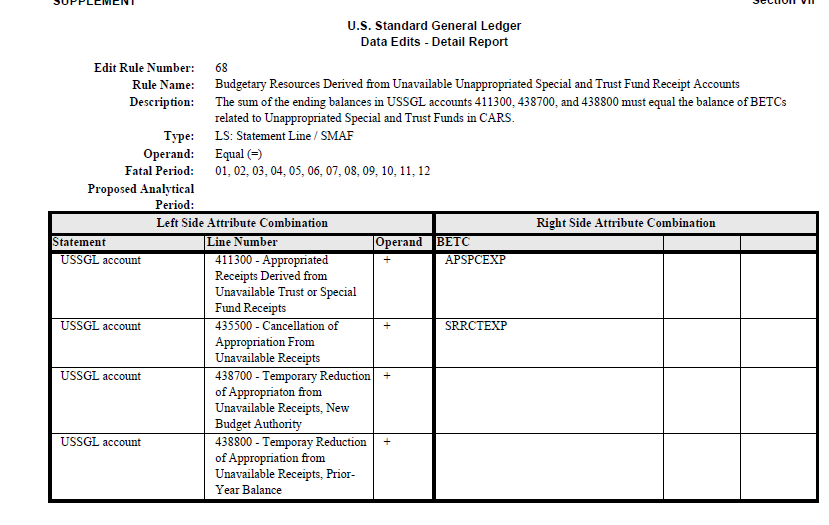 SUPPLEMENT Section VII
U.S. Standard General Ledger
Data Edits - Detail Report
Edit Rule Number: 68
Rule Name: Budgetary Resources Derived from Unavailable Unappropriated Special and Trust Fund Receipt Accounts
Description: The sum of the ending balances in USSGL accounts 411300, 438700, and 438800 must equal the balance of BETCs
related to Unappropriated Special and Trust Funds in CARS.
Type: LS: Statement Line / SMAF
Operand: Equal (=)
Fatal Period: 01, 02, 03, 04, 05, 06, 07, 08, 09, 10, 11, 12
Proposed Analytical
Period:
Left Side Attribute Combination Right Side Attribute Combination
Statement Line Number Operand BETC
USSGL account 411300 - Appropriated + APSPCEXP
Receipts Derived from
Unavailable Trust or Special
Fund Receipts
USSGL account 435500 - Cancellation of + SRRCTEXP
Appropriation From
Unavailable Receipts
USSGL account 438700 - Temporary Reduction +
of Appropriaton from
Unavailable Receipts, New
Budget Authority
USSGL account 438800 - Temporay Reduction +
of Appropriation from
Unavailable Receipts, Prior-
Year Balance